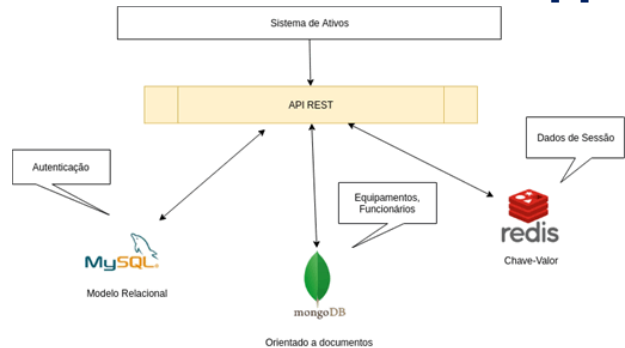 Sistema de Ativos
API REST
Dados de Sessão
Autenticação
Equipamentos,
Funcionários
redis
Chave-Valor
MySQL
Modelo Relacional
mongoDB
Orientado a documentos